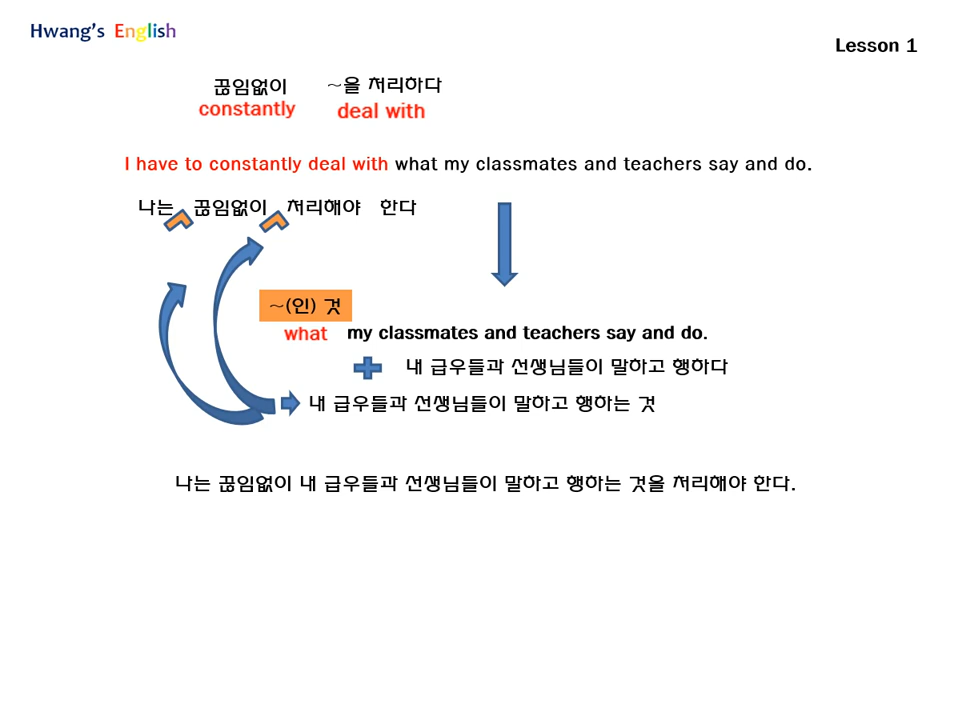 Hwang's English
Lesson 1
끊임없이 ~을 처리하다
constantly deal with
I have to constantly deal with what my classmates and teachers say and do.
나는 끊임없이 처리해야 한다
~(인) 것
what my classmates and teachers say and do.
내 급우들과 선생님들이 말하고 행하다
내 급우들과 선생님들이 말하고 행하는 것
나는 끊임없이 내 급우들과 선생님들이 말하고 행하는 것을 처리해야 한다.